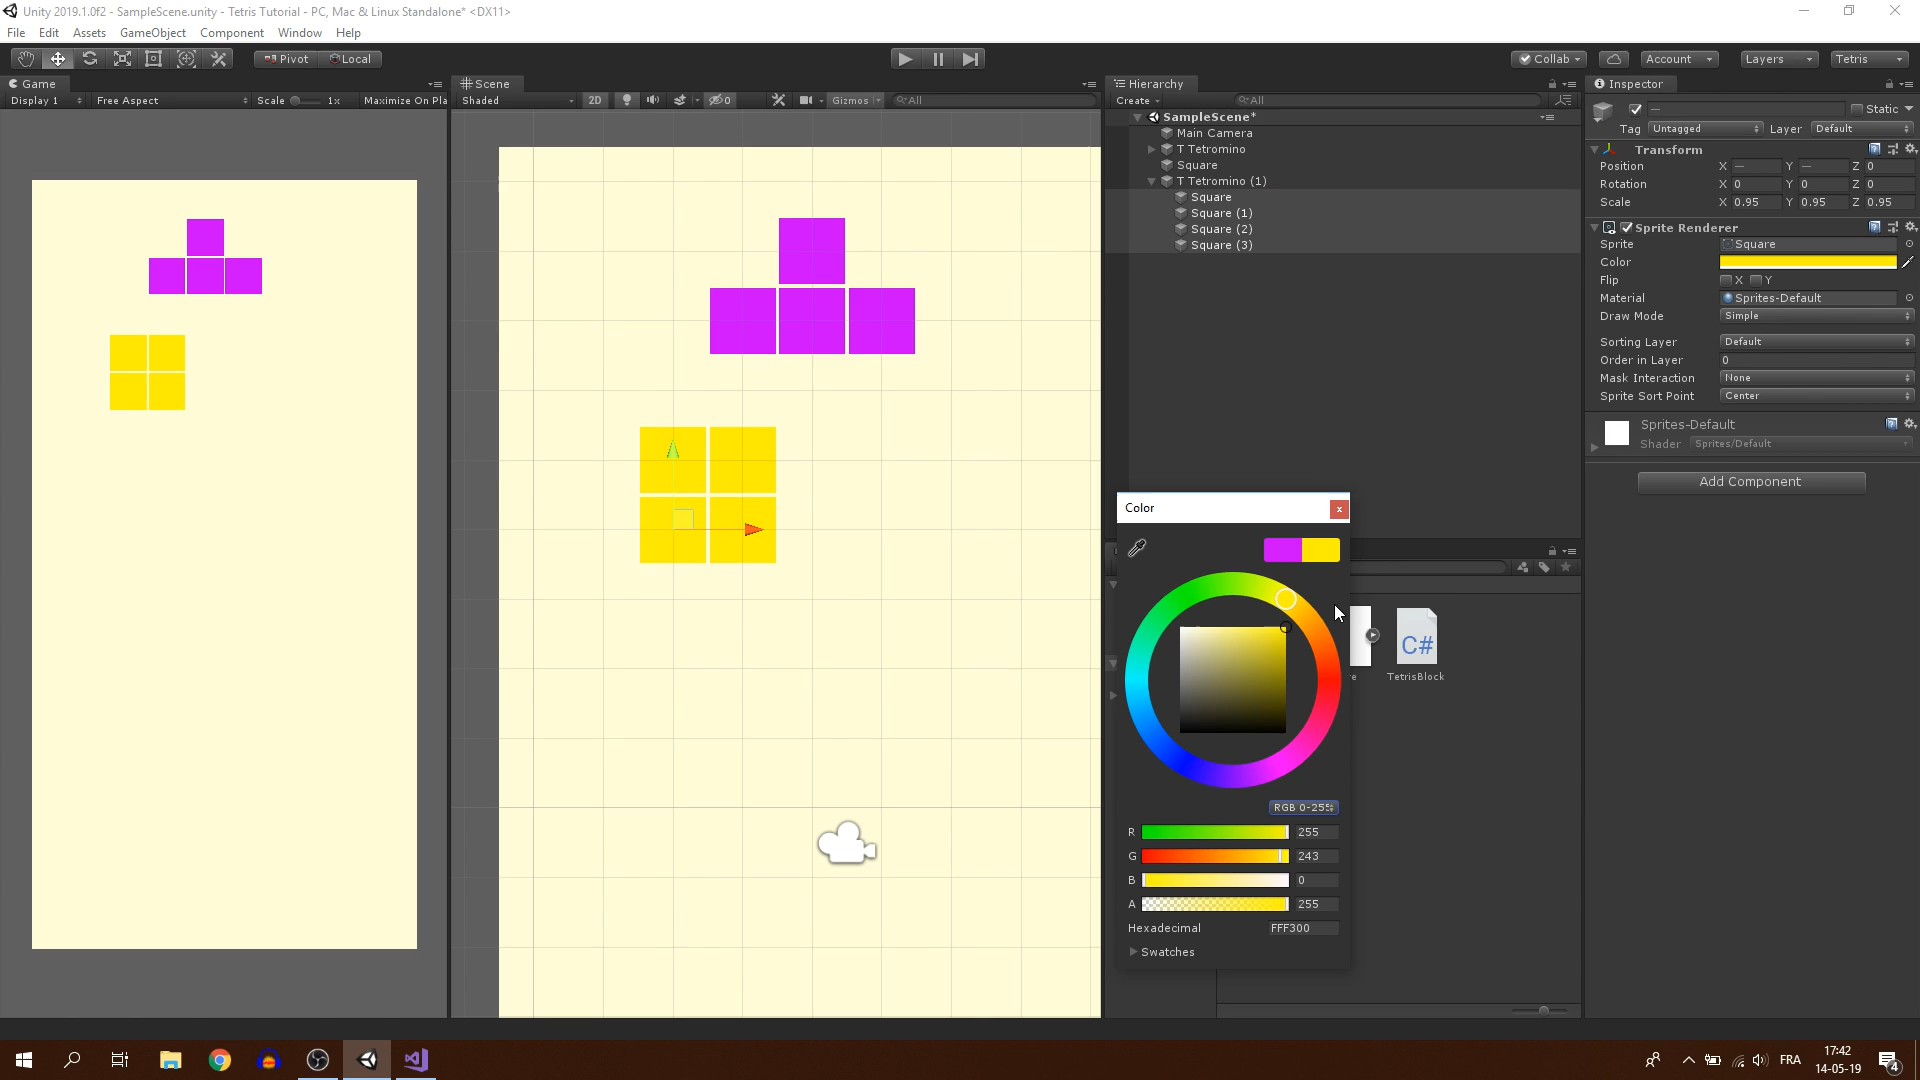 Unity 2019.1.0f2 - SampleScene.unity - Tetris Tutorial - PC, Mac & Linux Standalone* <DX11>
File Edit Assets GameObject Component Window Help
Pivot Local Collab Account Layers Tetris
Game Scene Hierarchy Inspector
Display 1 Free Aspect Scale 1x Maximize On Pla Shaded 2D 0 Gizmos All Create All
Static
Tag Untagged Layer Default
SampleScene*
Main Camera
T Tetromino
Square
T Tetromino (1)
Square
Square (1)
Square (2)
Square (3)
Transform
Position X — Y — Z 0
Rotation X 0 Y 0 Z 0
Scale X 0.95 Y 0.95 Z 0.95
Sprite Renderer
Sprite Square
Color
Flip X Y
Material Sprites-Default
Draw Mode Simple
Sorting Layer Default
Order in Layer 0
Mask Interaction None
Sprite Sort Point Center
Sprites-Default
Shader Sprites/Default
Add Component
Color x
C#
TetrisBlock
RGB 0-255
R 255
G 243
B 0
A 255
Hexadecimal FFF300
Swatches
FRA
17:42
14-05-19
4